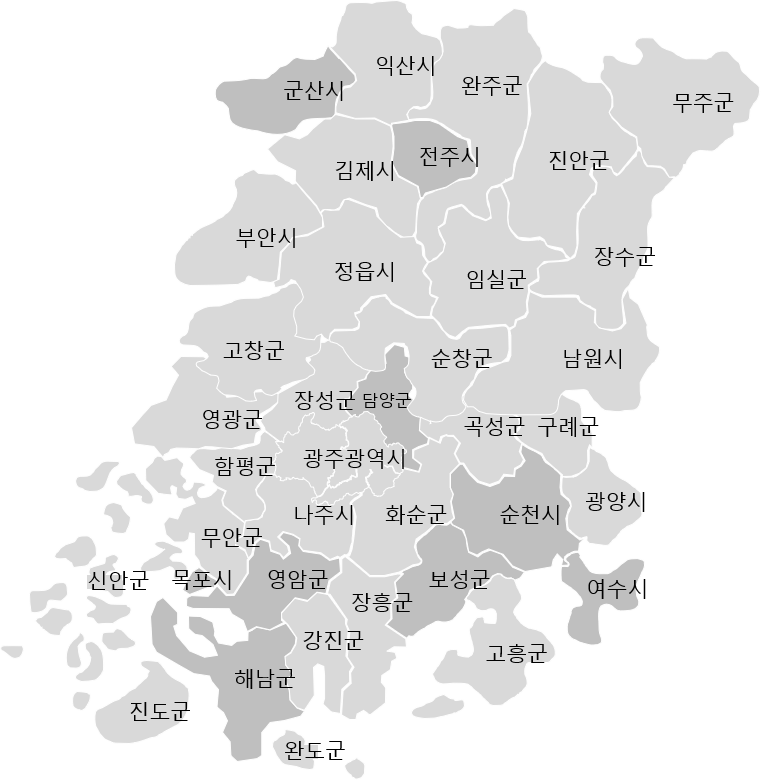 익산시
완주군
군산시
무주군
전주시
진안군
김제시
부안시
장수군
정읍시
임실군
고창군
순창군
남원시
장성군
담양군
영광군
곡성군
구례군
광주광역시
함평군
광양시
나주시
화순군
순천시
무안군
신안군
목포시
영암군
보성군
여수시
장흥군
강진군
고흥군
해남군
진도군
완도군